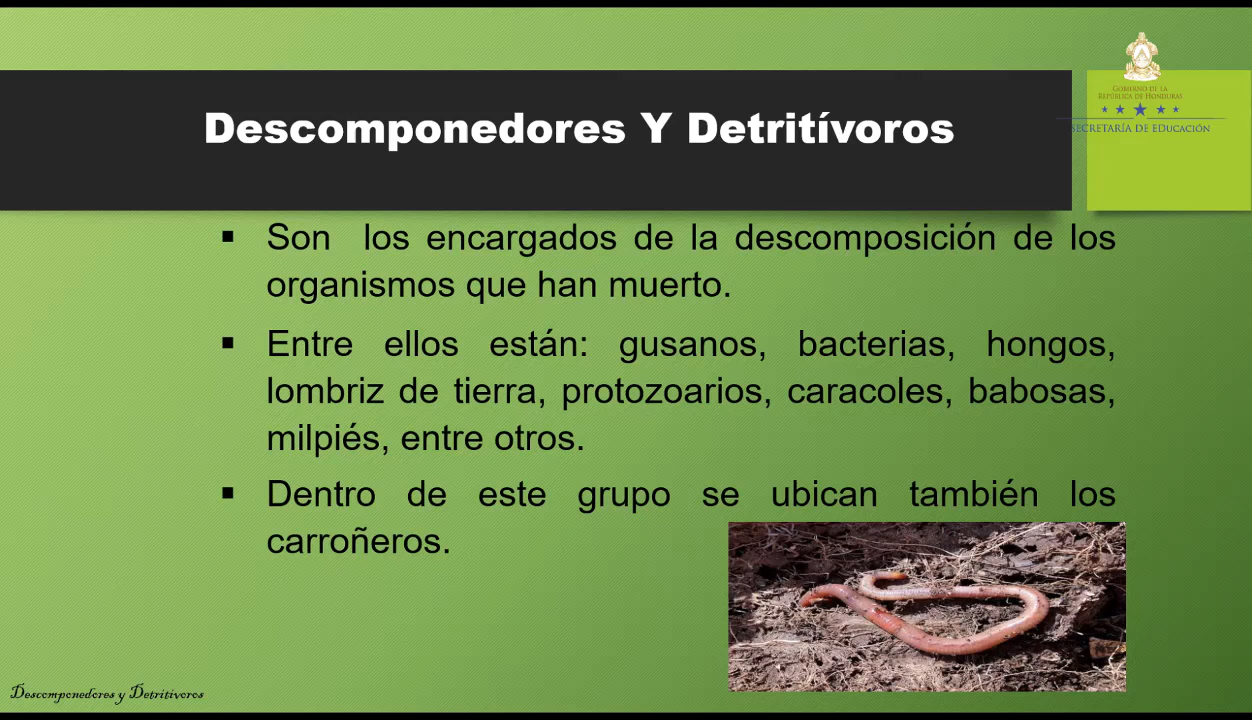 GOBIERNO DE LA
REPÚBLICA DE HONDURAS
SECRETARÍA DE EDUCACIÓN
Descomponedores Y Detritívoros
▪ Son los encargados de la descomposición de los
organismos que han muerto.
▪ Entre ellos están: gusanos, bacterias, hongos,
lombriz de tierra, protozoarios, caracoles, babosas,
milpiés, entre otros.
▪ Dentro de este grupo se ubican también los
carroñeros.
Descomponedores y Detritívoros